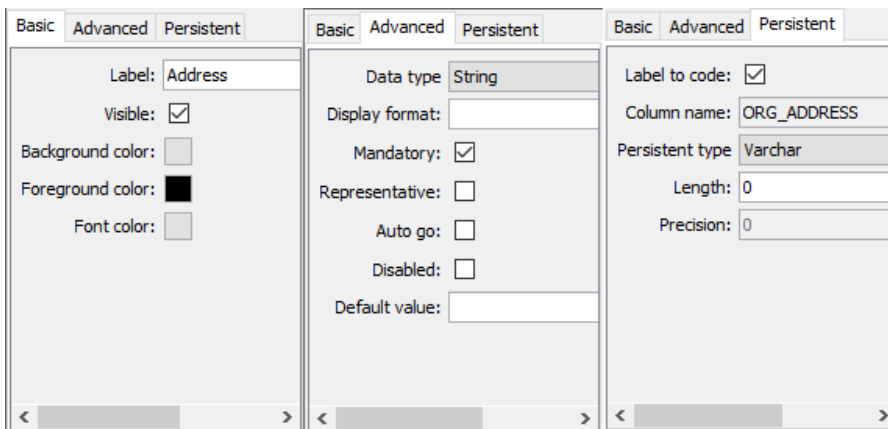 Basic Advanced Persistent
Label: Address
Visible:
Background color:
Foreground color:
Font color:
Basic Advanced Persistent
Data type String
Display format:
Mandatory:
Representative:
Auto go:
Disabled:
Default value:
Basic Advanced Persistent
Label to code:
Column name: ORG_ADDRESS
Persistent type Varchar
Length: 0
Precision: 0